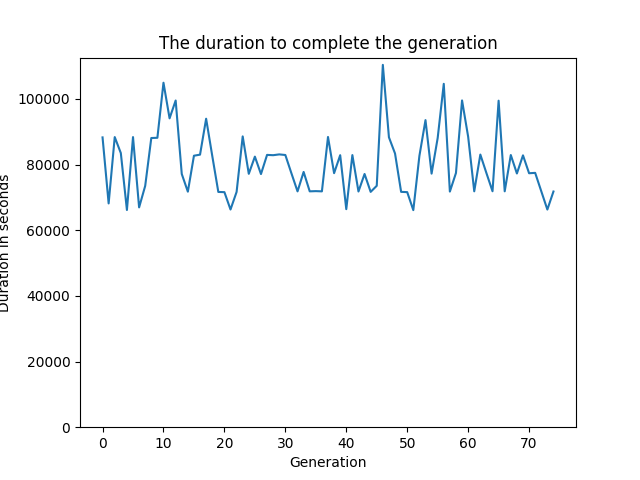 The duration to complete the generation
Duration in seconds
100000
80000
60000
40000
20000
0
0 10 20 30 40 50 60 70
Generation